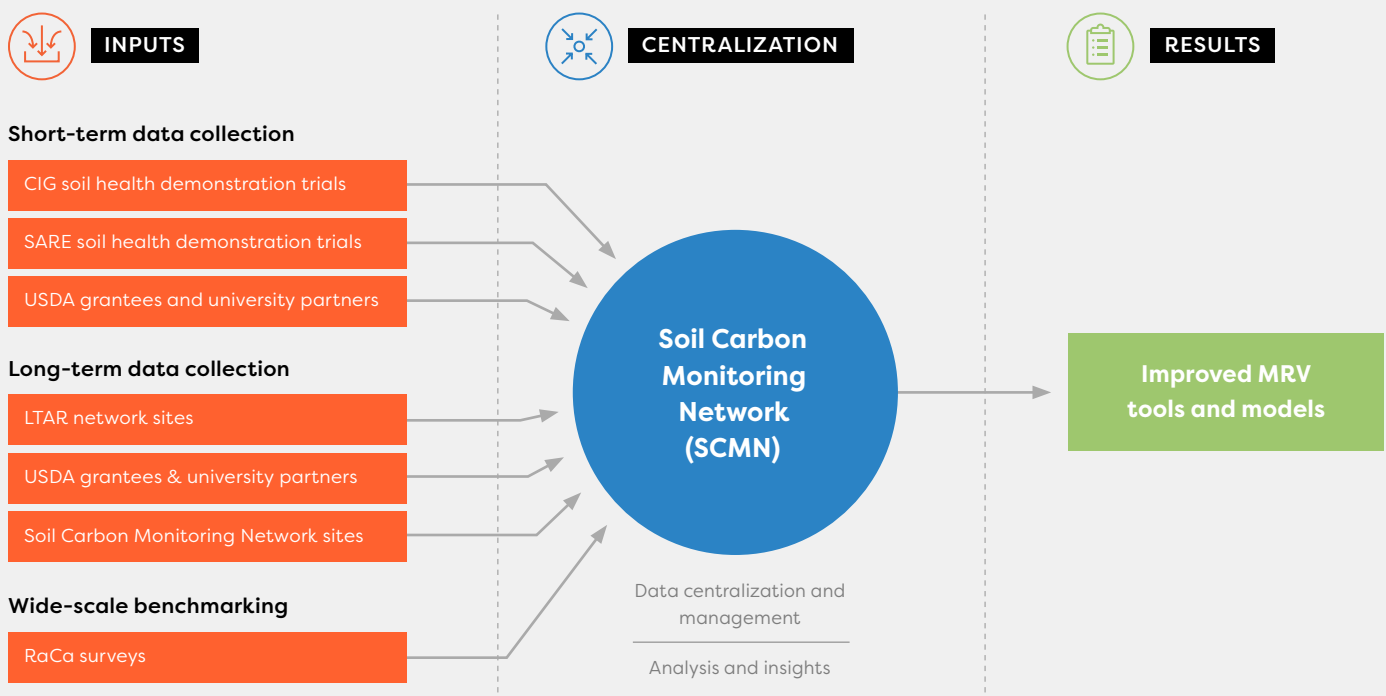 INPUTS
CENTRALIZATION
RESULTS
Short-term data collection
CIG soil health demonstration trials
SARE soil health demonstration trials
USDA grantees and university partners
Long-term data collection
LTAR network sites
USDA grantees & university partners
Soil Carbon Monitoring Network sites
Wide-scale benchmarking
RaCa surveys
Soil Carbon
Monitoring
Network
(SCMN)
Data centralization and
management
Analysis and insights
Improved MRV
tools and models